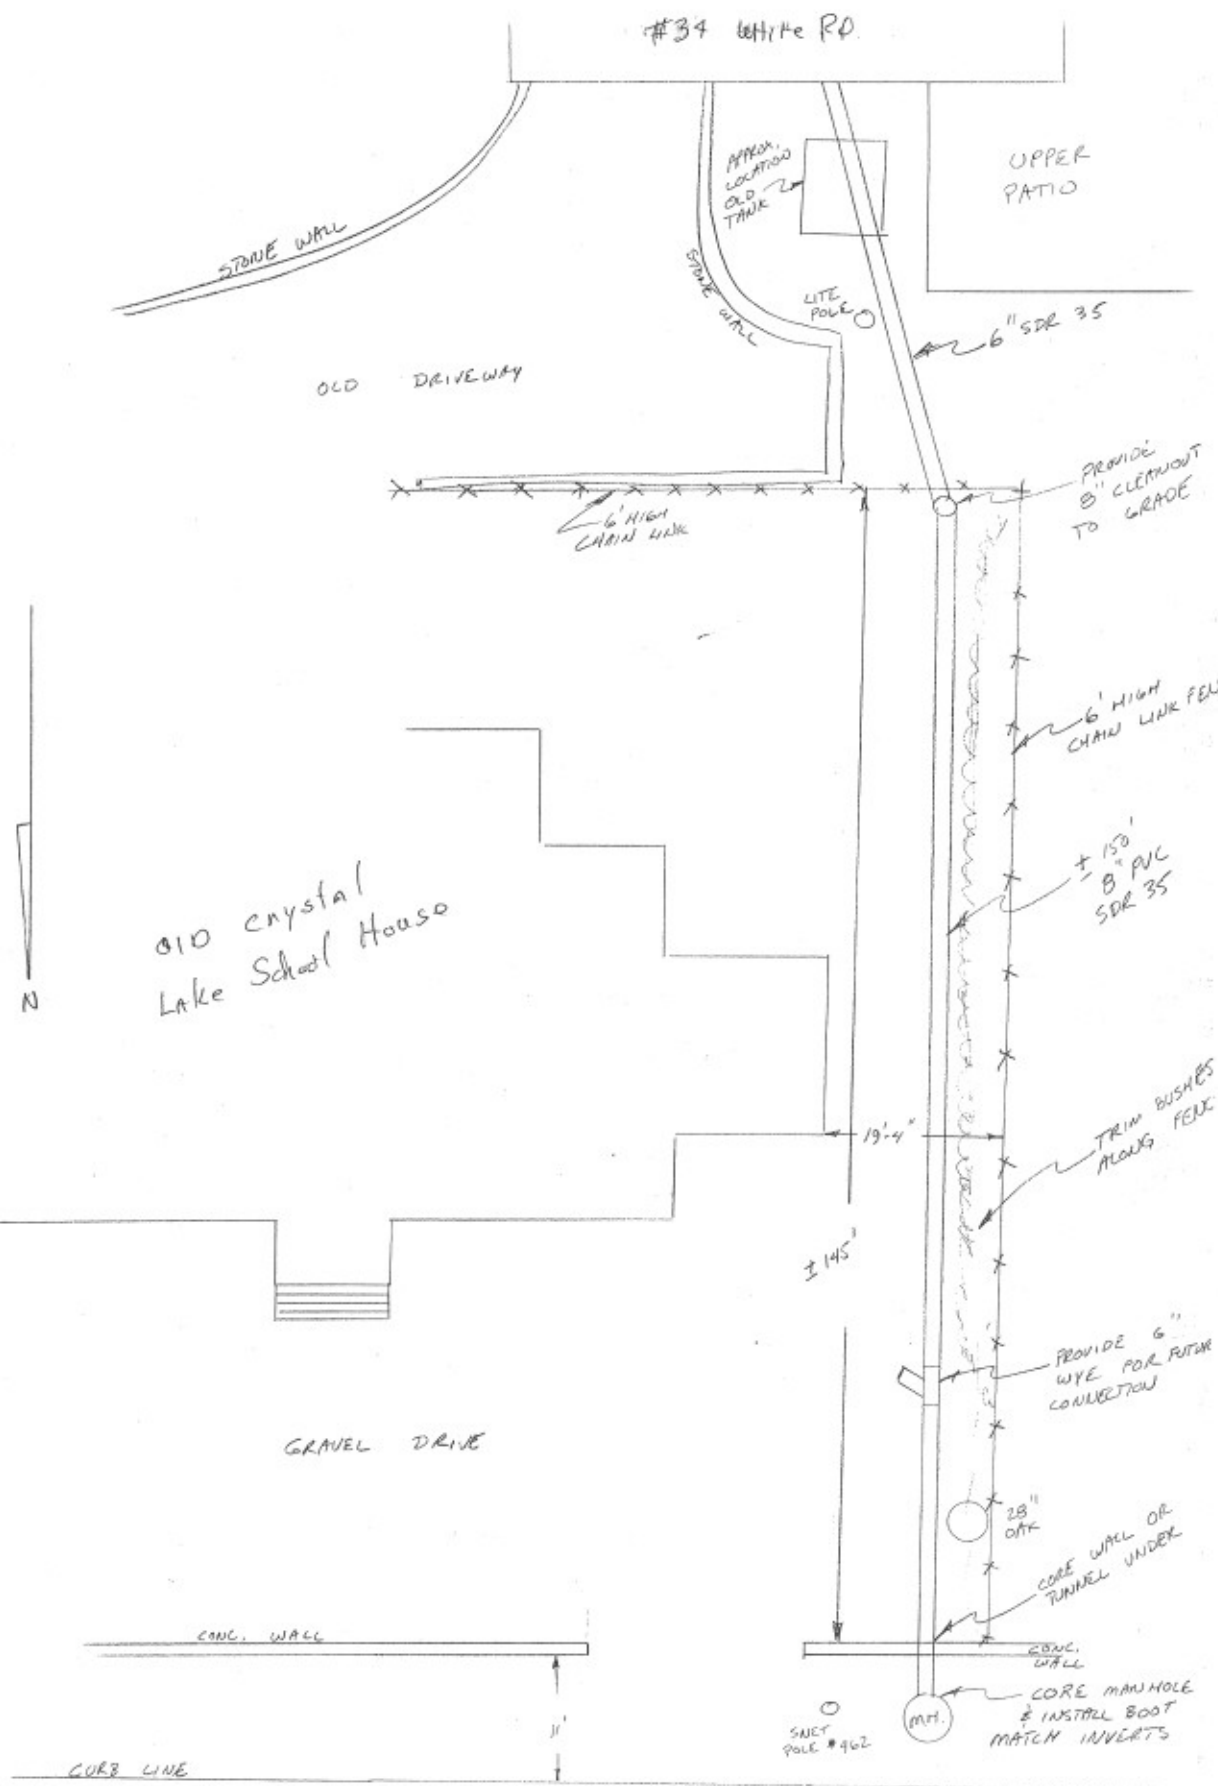 #34 White RD.
APPROX.
LOCATION
OLD
TANK
UPPER
PATIO
STONE WALL
STONE WALL
LITE
POLE
6" SDR 35
OLD DRIVEWAY
PROVIDE
8" CLEANOUT
TO GRADE
6' HIGH
CHAIN LINK
6' HIGH
CHAIN LINK FEN
± 150'
8" PVC
SDR 35
OlD Crystal
Lake School House
N
TRIM BUSHES
ALONG FENC
19'-4"
± 145'
PROVIDE 6"
WYE FOR FUTUR
CONNECTION
GRAVEL DRIVE
28"
OAK
CORE WALL OR
TUNNEL UNDER
CONC. WALL
CONC.
WALL
CORE MANHOLE
& INSTALL BOOT
MATCH INVERTS
M.H.
SNET
POLE #462
11'
CURB LINE